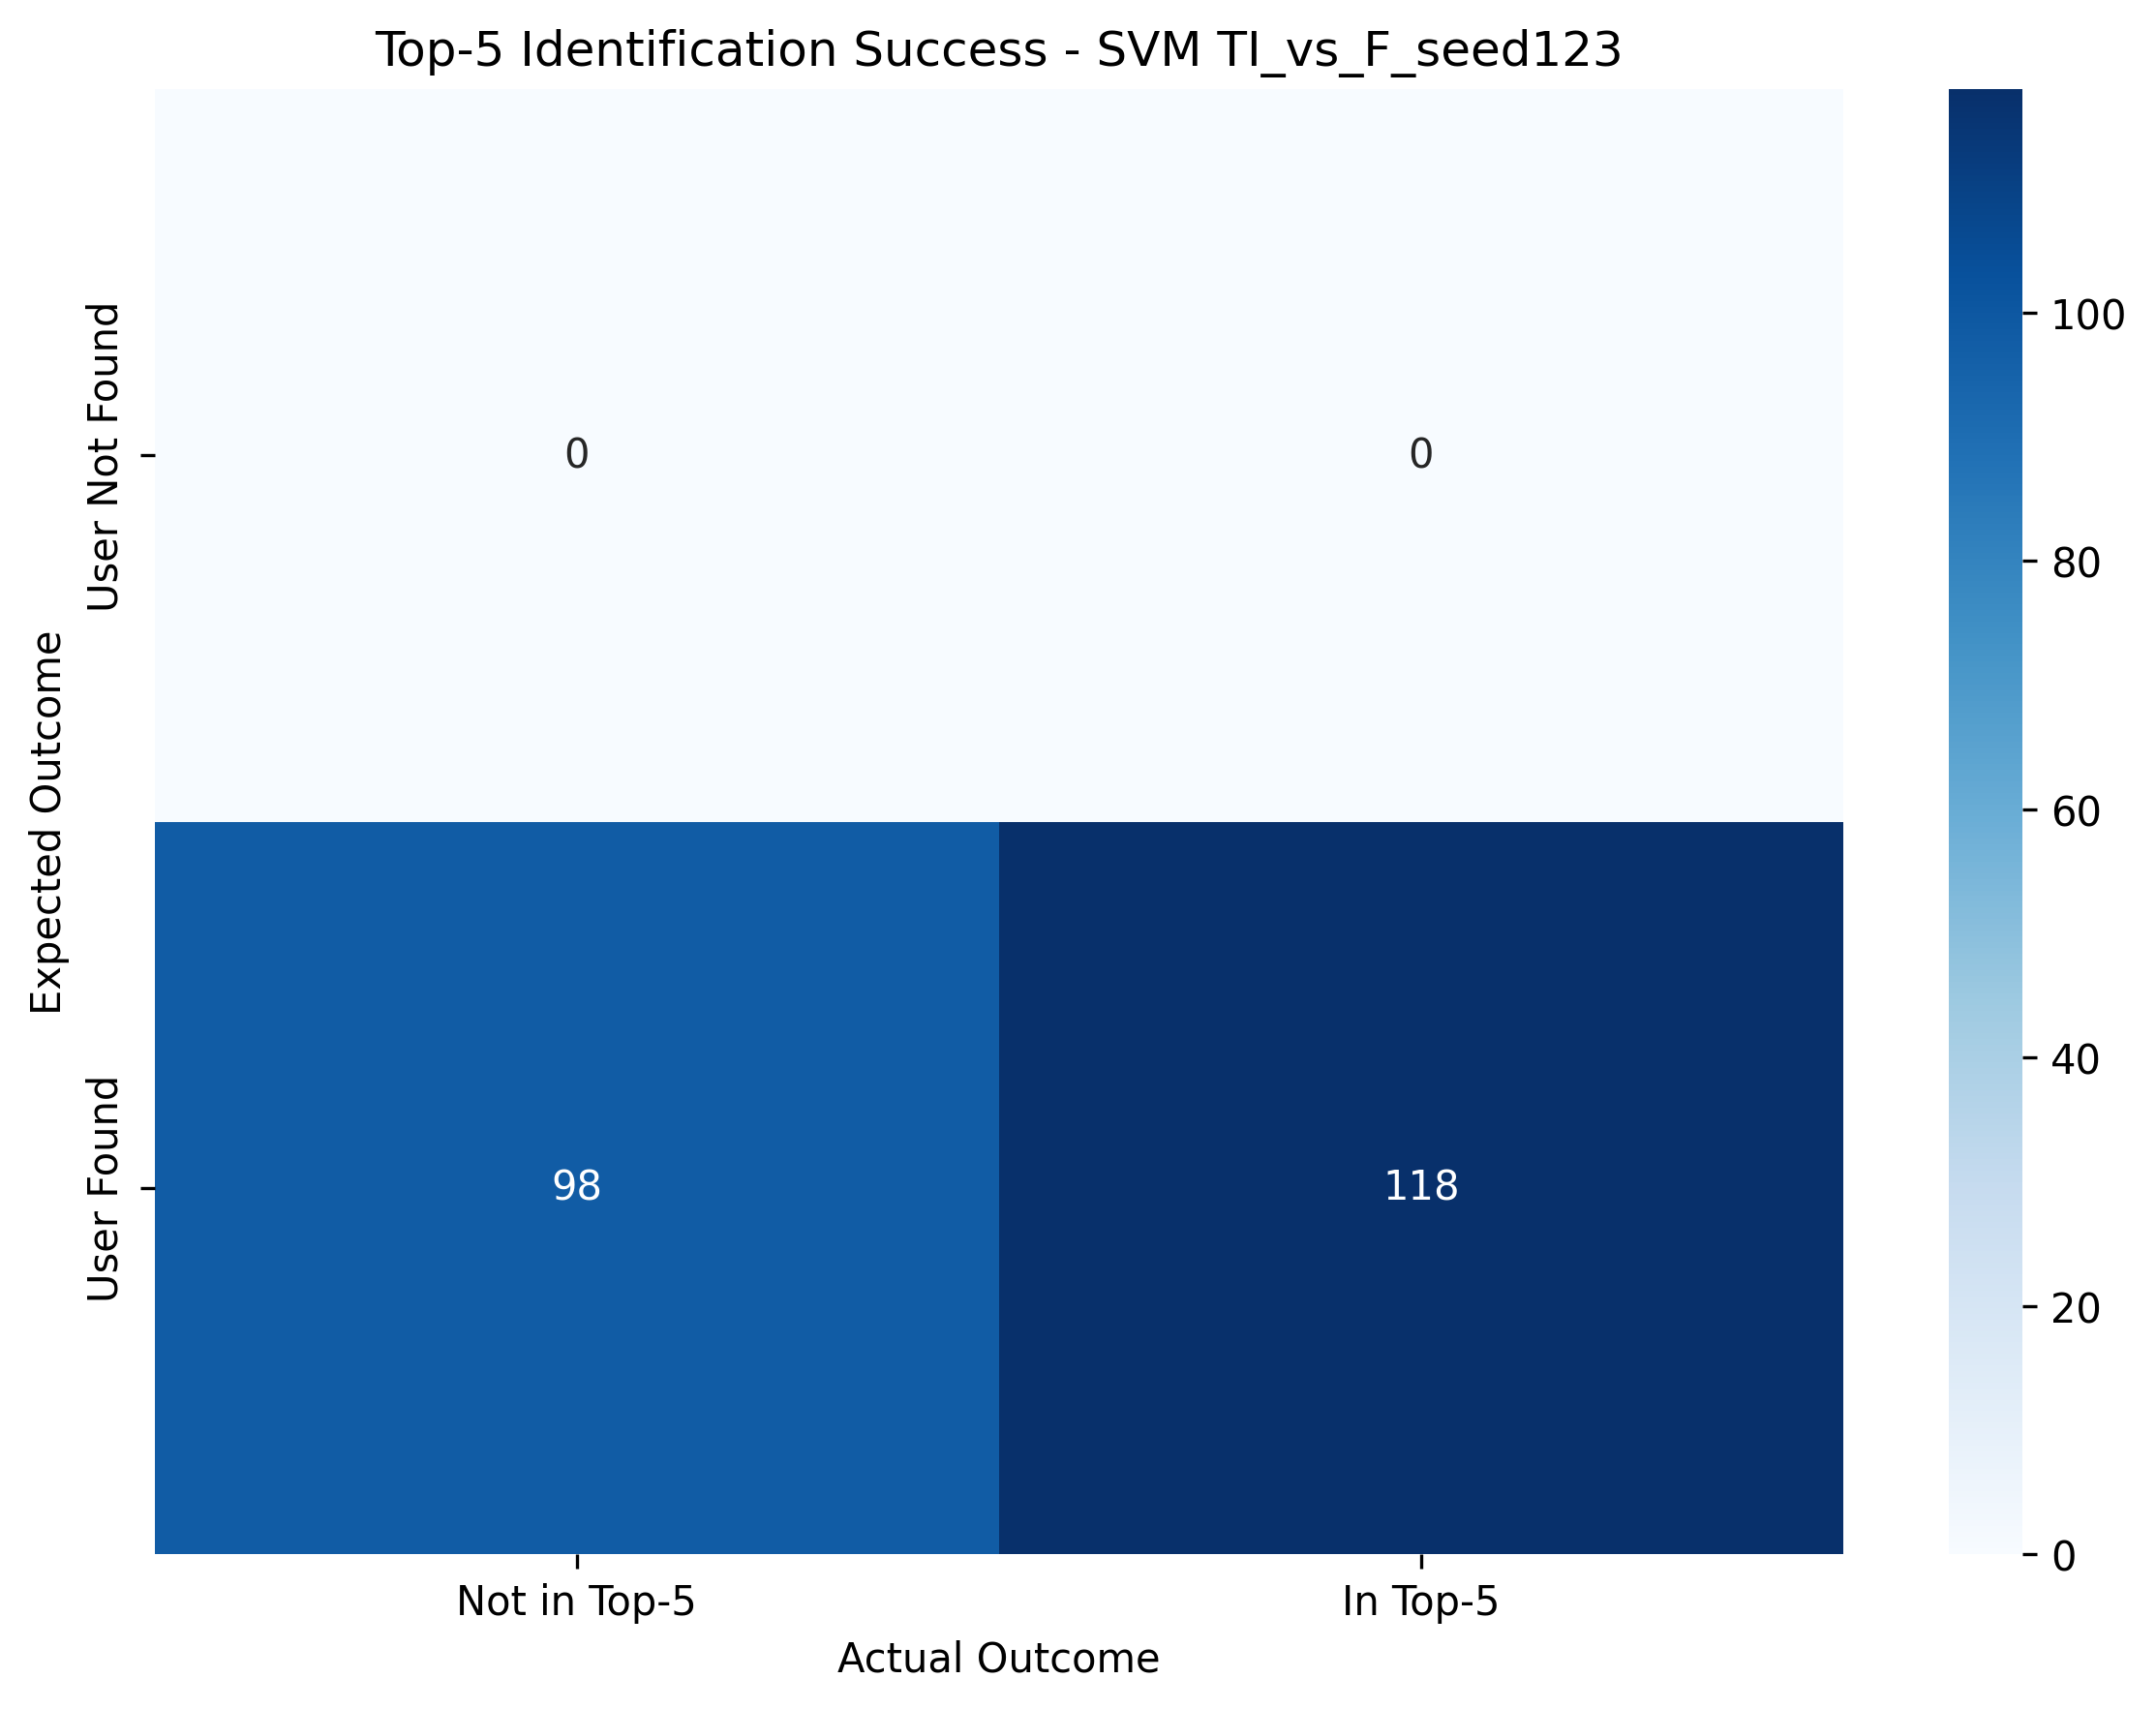 Top-5 Identification Success - SVM TI_vs_F_seed123
Expected Outcome
User Not Found
0 0
User Found
98 118
Not in Top-5 In Top-5
Actual Outcome
100
80
60
40
20
0